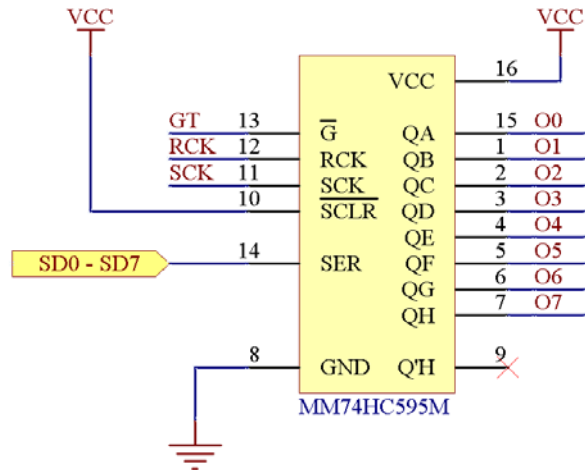 VCC VCC
VCC 16
GT 13 G QA 15 O0
RCK 12 RCK QB 1 O1
SCK 11 SCK QC 2 O2
10 SCLR QD 3 O3
QE 4 O4
SD0 - SD7 14 SER QF 5 O5
QG 6 O6
QH 7 O7
8 GND Q'H 9
MM74HC595M